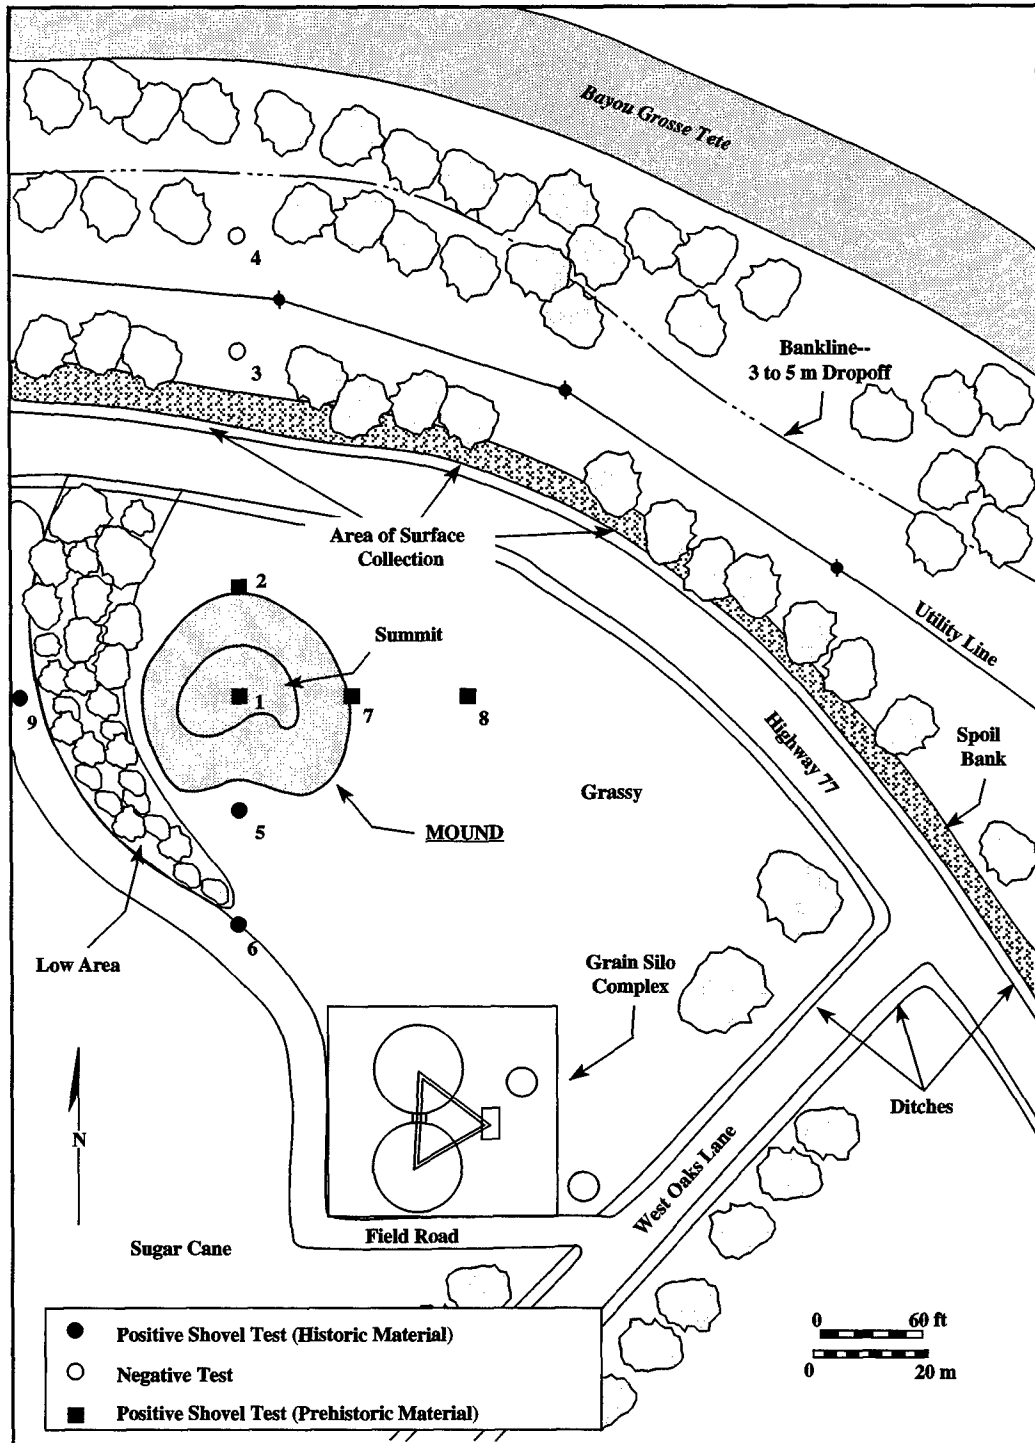 Bayou Grosse Tete
4
3
Bankline--
3 to 5 m Dropoff
Area of Surface
Collection
2
Summit
Utility Line
1
7
8
9
Highway 77
Spoil
Bank
Grassy
5
MOUND
6
Low Area
Grain Silo
Complex
Ditches
N
West Oaks Lane
Field Road
Sugar Cane
Positive Shovel Test (Historic Material)
Negative Test
Positive Shovel Test (Prehistoric Material)
0 60 ft
0 20 m